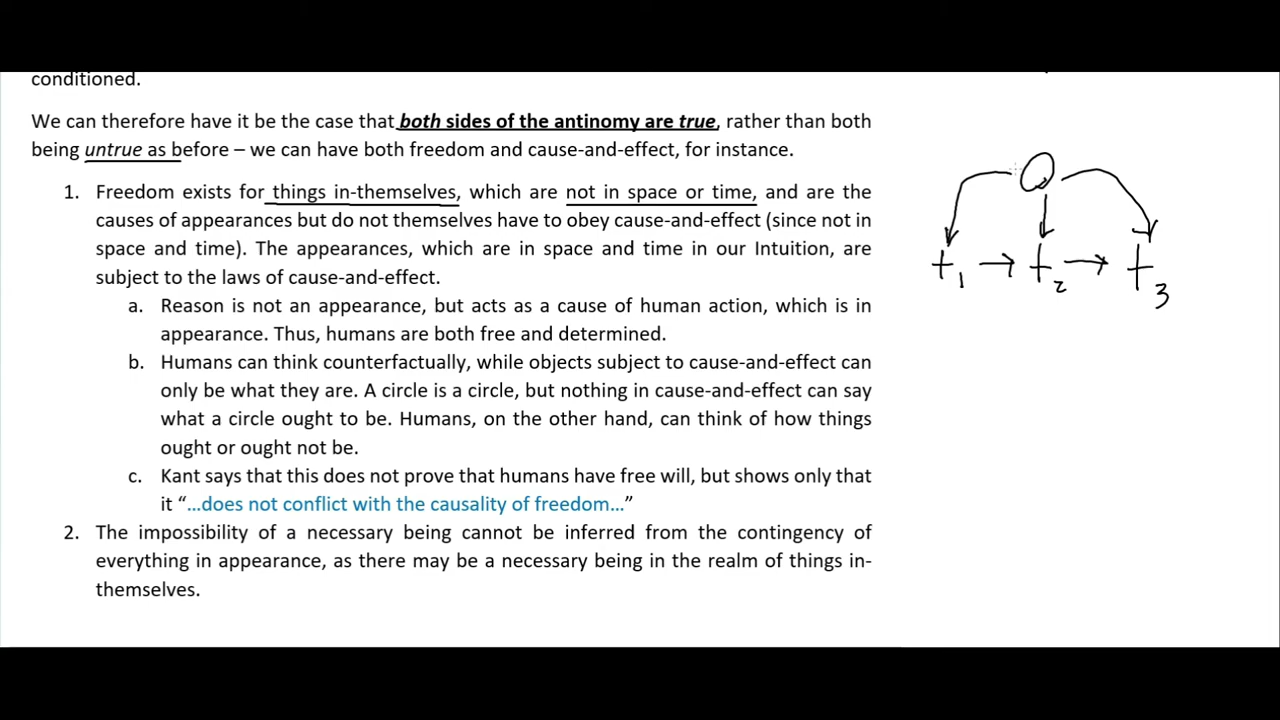 conditioned.
We can therefore have it be the case that both sides of the antinomy are true, rather than both
being untrue as before – we can have both freedom and cause-and-effect, for instance.
1. Freedom exists for things in-themselves, which are not in space or time, and are the
causes of appearances but do not themselves have to obey cause-and-effect (since not in
space and time). The appearances, which are in space and time in our Intuition, are
subject to the laws of cause-and-effect.
a. Reason is not an appearance, but acts as a cause of human action, which is in
appearance. Thus, humans are both free and determined.
b. Humans can think counterfactually, while objects subject to cause-and-effect can
only be what they are. A circle is a circle, but nothing in cause-and-effect can say
what a circle ought to be. Humans, on the other hand, can think of how things
ought or ought not be.
c. Kant says that this does not prove that humans have free will, but shows only that
it “…does not conflict with the causality of freedom…”
2. The impossibility of a necessary being cannot be inferred from the contingency of
everything in appearance, as there may be a necessary being in the realm of things in-
themselves.
t1 → t2 → t3